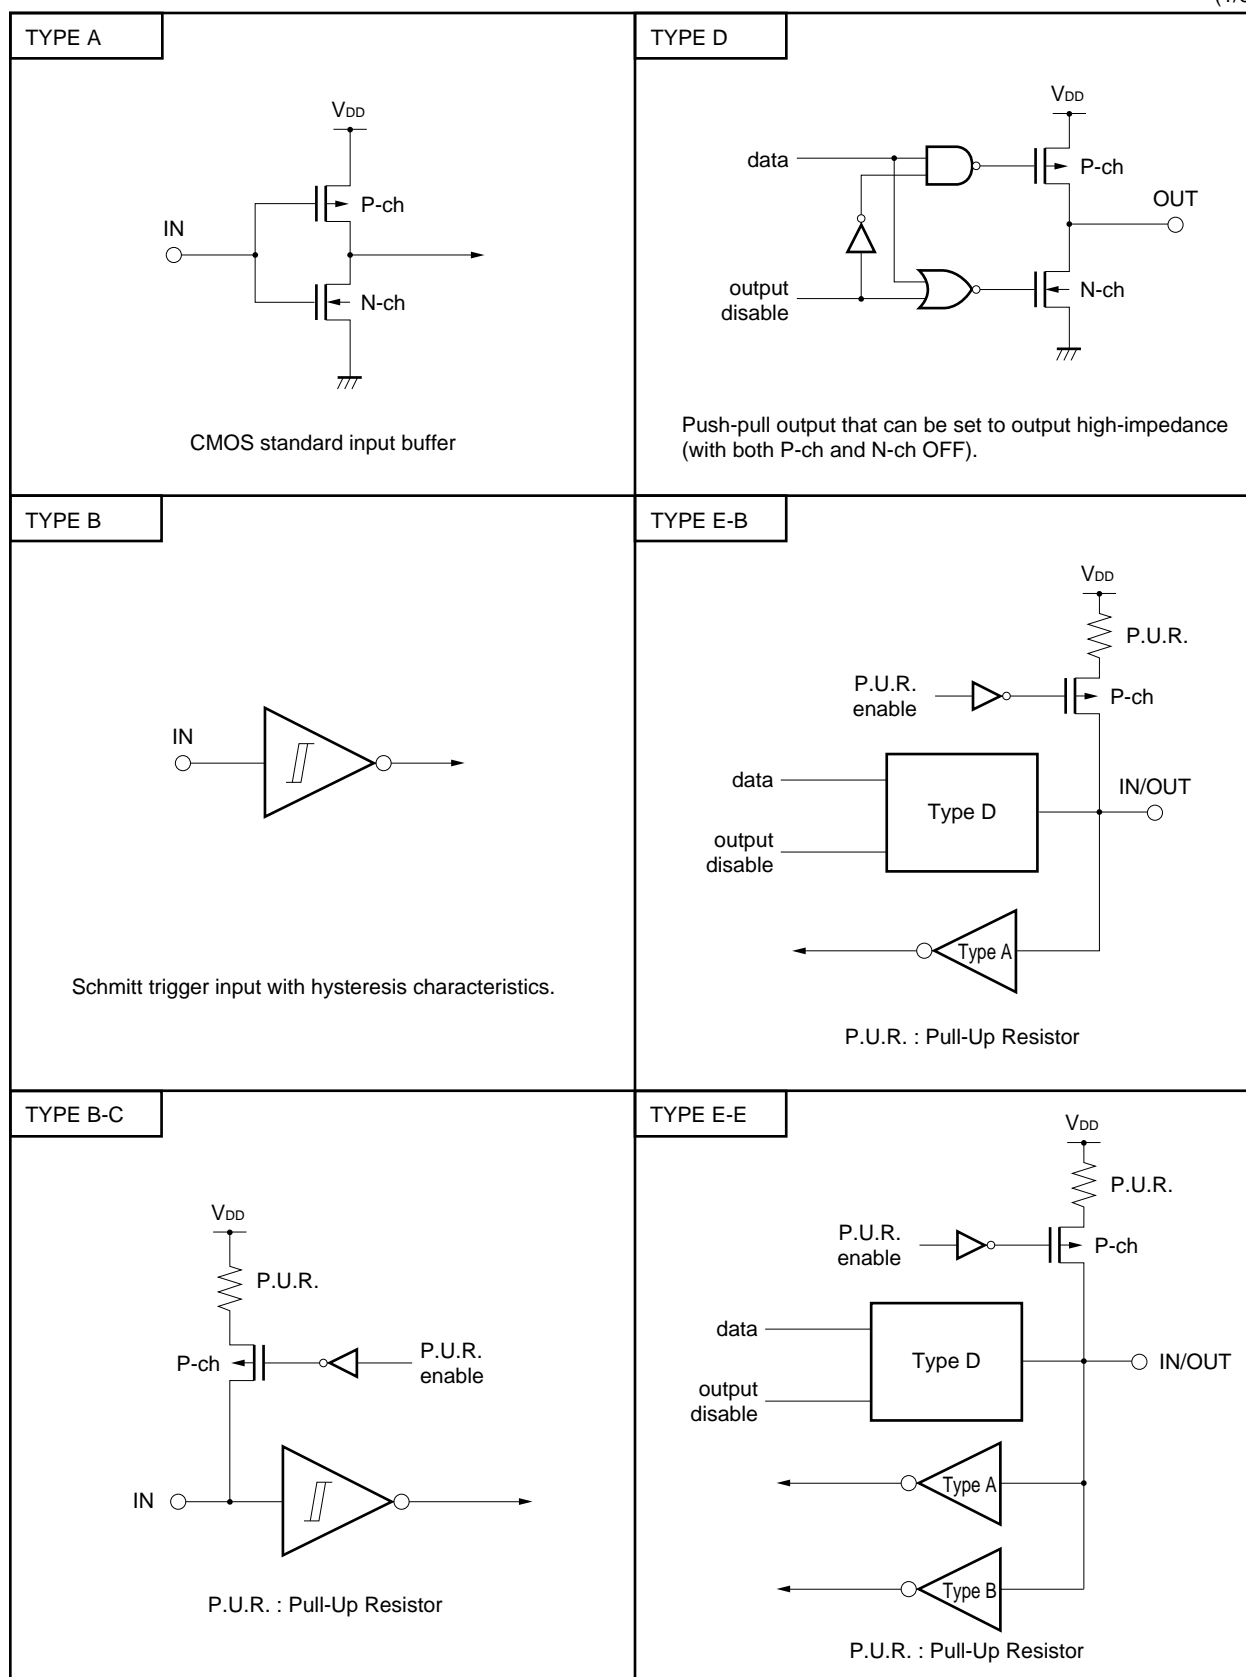 TYPE A
VDD
P-ch
IN
N-ch
CMOS standard input buffer
TYPE D
VDD
data
P-ch
OUT
output
disable
N-ch
Push-pull output that can be set to output high-impedance
(with both P-ch and N-ch OFF).
TYPE B
IN
Schmitt trigger input with hysteresis characteristics.
TYPE E-B
VDD
P.U.R.
P.U.R.
enable
P-ch
data
IN/OUT
Type D
output
disable
Type A
P.U.R. : Pull-Up Resistor
TYPE B-C
VDD
P.U.R.
P-ch
P.U.R.
enable
IN
P.U.R. : Pull-Up Resistor
TYPE E-E
VDD
P.U.R.
P.U.R.
enable
P-ch
data
Type D
IN/OUT
output
disable
Type A
Type B
P.U.R. : Pull-Up Resistor